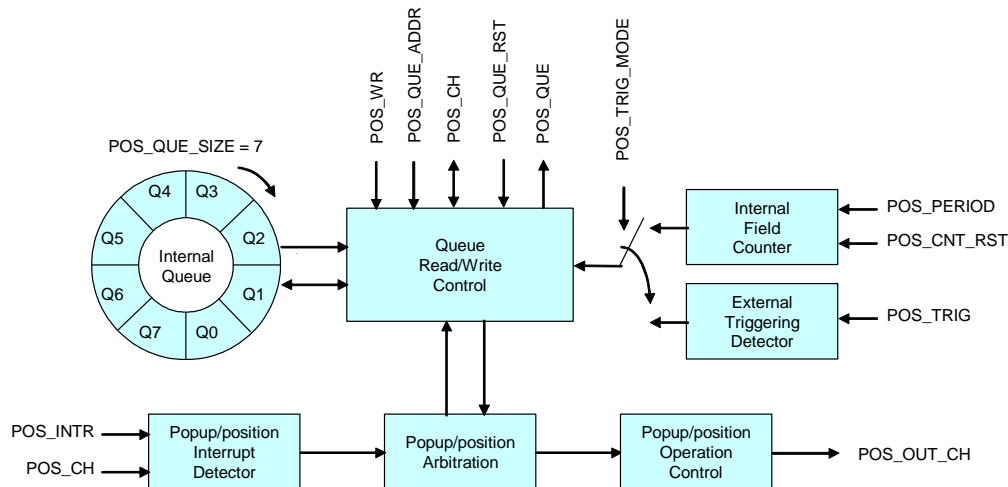 POS_WR
POS_QUE_ADDR
POS_CH
POS_QUE_RST
POS_QUE
POS_TRIG_MODE
POS_QUE_SIZE = 7
Q4
Q3
Q5
Q2
Q6
Q1
Q7
Q0
Internal
Queue
Queue
Read/Write
Control
Internal
Field
Counter
POS_PERIOD
POS_CNT_RST
External
Triggering
Detector
POS_TRIG
POS_INTR
POS_CH
Popup/position
Interrupt
Detector
Popup/position
Arbitration
Popup/position
Operation
Control
POS_OUT_CH